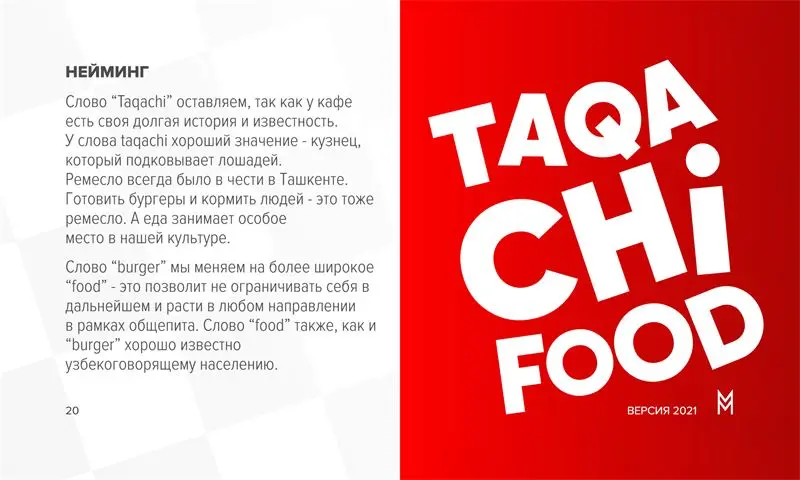 НЕЙМИНГ
Слово “Taqachi” оставляем, так как у кафе
есть своя долгая история и известность.
У слова taqachi хороший значение - кузнец,
который подковывает лошадей.
Ремесло всегда было в чести в Ташкенте.
Готовить бургеры и кормить людей - это тоже
ремесло. А еда занимает особое
место в нашей культуре.
Слово “burger” мы меняем на более широкое
“food” - это позволит не ограничивать себя в
дальнейшем и расти в любом направлении
в рамках общепита. Слово “food” также, как и
“burger” хорошо известно
узбекоговорящему населению.
20
TAQA
CHi
FOOD
ВЕРСИЯ 2021